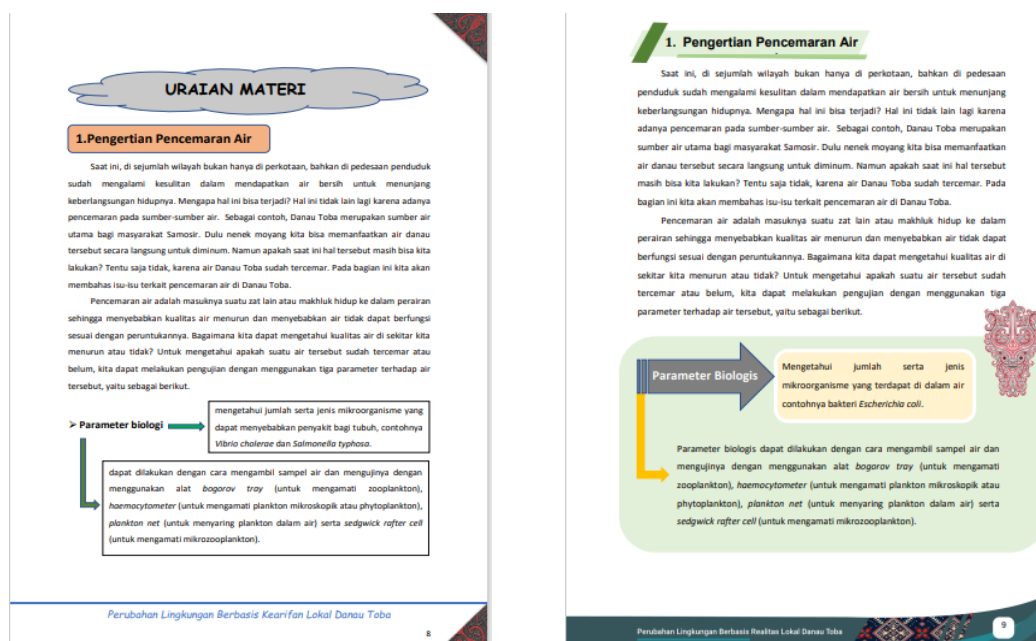 URAIAN MATERI
1.Pengertian Pencemaran Air
Saat ini, di sejumlah wilayah bukan hanya di perkotaan, bahkan di pedesaan penduduk
sudah mengalami kesulitan dalam mendapatkan air bersih untuk menunjang
keberlangsungan hidupnya. Mengapa hal ini bisa terjadi? Hal ini tidak lain lagi karena adanya
pencemaran pada sumber-sumber air. Sebagai contoh, Danau Toba merupakan sumber air
utama bagi masyarakat Samosir. Dulu nenek moyang kita bisa memanfaatkan air danau
tersebut secara langsung untuk diminum. Namun apakah saat ini hal tersebut masih bisa kita
lakukan? Tentu saja tidak, karena air Danau Toba sudah tercemar. Pada bagian ini kita akan
membahas isu-isu terkait pencemaran air di Danau Toba.
Pencemaran air adalah masuknya suatu zat lain atau makhluk hidup ke dalam perairan
sehingga menyebabkan kualitas air menurun dan menyebabkan air tidak dapat berfungsi
sesuai dengan peruntukannya. Bagaimana kita dapat mengetahui kualitas air di sekitar kita
menurun atau tidak? Untuk mengetahui apakah suatu air tersebut sudah tercemar atau
belum, kita dapat melakukan pengujian dengan menggunakan tiga parameter terhadap air
tersebut, yaitu sebagai berikut.
➤ Parameter biologi
mengetahui jumlah serta jenis mikroorganisme yang
dapat menyebabkan penyakit bagi tubuh, contohnya
Vibrio cholerae dan Salmonella typhosa.
dapat dilakukan dengan cara mengambil sampel air dan mengujinya dengan
menggunakan alat bogorov tray (untuk mengamati zooplankton),
haemocytometer (untuk mengamati plankton mikroskopik atau phytoplankton),
plankton net (untuk menyaring plankton dalam air) serta sedgwick rafter cell
(untuk mengamati mikrozooplankton).
Perubahan Lingkungan Berbasis Kearifan Lokal Danau Toba
8
1. Pengertian Pencemaran Air
Saat ini, di sejumlah wilayah bukan hanya di perkotaan, bahkan di pedesaan
penduduk sudah mengalami kesulitan dalam mendapatkan air bersih untuk menunjang
keberlangsungan hidupnya. Mengapa hal ini bisa terjadi? Hal ini tidak lain lagi karena
adanya pencemaran pada sumber-sumber air. Sebagai contoh, Danau Toba merupakan
sumber air utama bagi masyarakat Samosir. Dulu nenek moyang kita bisa memanfaatkan
air danau tersebut secara langsung untuk diminum. Namun apakah saat ini hal tersebut
masih bisa kita lakukan? Tentu saja tidak, karena air Danau Toba sudah tercemar. Pada
bagian ini kita akan membahas isu-isu terkait pencemaran air di Danau Toba.
Pencemaran air adalah masuknya suatu zat lain atau makhluk hidup ke dalam
perairan sehingga menyebabkan kualitas air menurun dan menyebabkan air tidak dapat
berfungsi sesuai dengan peruntukannya. Bagaimana kita dapat mengetahui kualitas air di
sekitar kita menurun atau tidak? Untuk mengetahui apakah suatu air tersebut sudah
tercemar atau belum, kita dapat melakukan pengujian dengan menggunakan tiga
parameter terhadap air tersebut, yaitu sebagai berikut.
Parameter Biologis
Mengetahui jumlah serta jenis
mikroorganisme yang terdapat di dalam air
contohnya bakteri Escherichia coli.
Parameter biologis dapat dilakukan dengan cara mengambil sampel air dan
mengujinya dengan menggunakan alat bogorov tray (untuk mengamati
zooplankton), haemocytometer (untuk mengamati plankton mikroskopik atau
phytoplankton), plankton net (untuk menyaring plankton dalam air) serta
sedgwick rafter cell (untuk mengamati mikrozooplankton).
Perubahan Lingkungan Berbasis Realitas Lokal Danau Toba
9